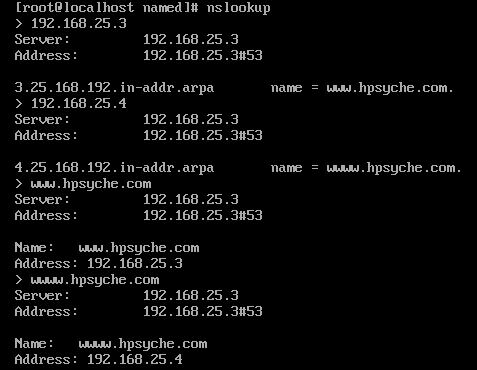 [root@localhost named]# nslookup
> 192.168.25.3
Server:         192.168.25.3
Address:        192.168.25.3#53

3.25.168.192.in-addr.arpa       name = www.hpsyche.com.
> 192.168.25.4
Server:         192.168.25.3
Address:        192.168.25.3#53

4.25.168.192.in-addr.arpa       name = wwww.hpsyche.com.
> www.hpsyche.com
Server:         192.168.25.3
Address:        192.168.25.3#53

Name:   www.hpsyche.com
Address: 192.168.25.3
> wwww.hpsyche.com
Server:         192.168.25.3
Address:        192.168.25.3#53

Name:   wwww.hpsyche.com
Address: 192.168.25.4